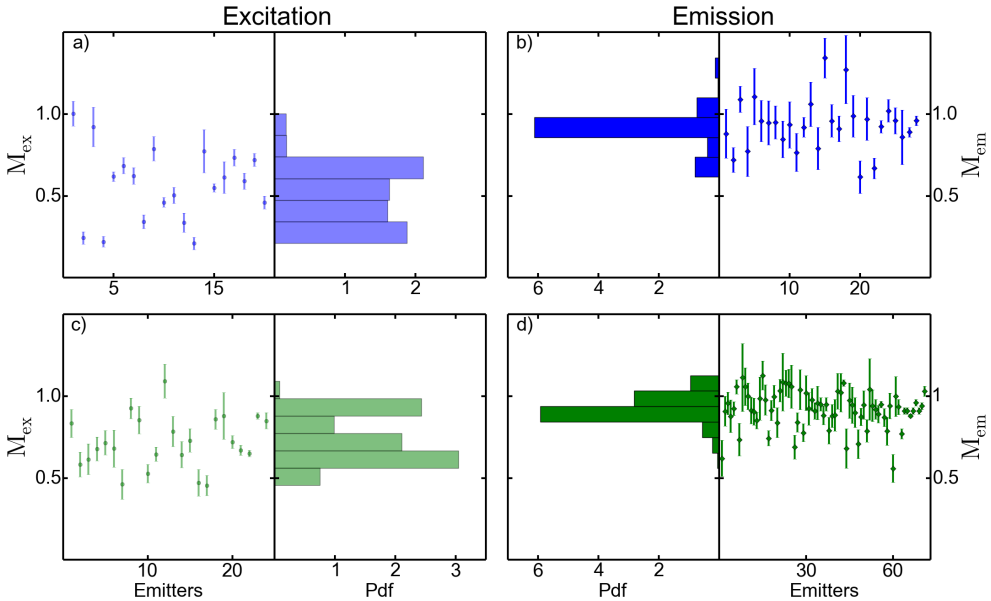 Excitation Emission
a) b)
1.0 1.0
M_ex M_em
0.5 0.5
5 15 1 2 6 4 2 10 20
c) d)
1.0 1.0
M_ex M_em
0.5 0.5
10 20 1 2 3 6 4 2 30 60
Emitters Pdf Pdf Emitters